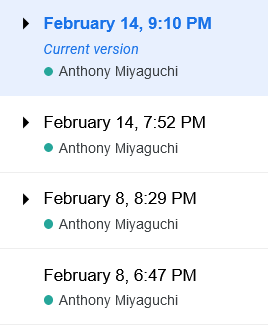 February 14, 9:10 PM
Current version
Anthony Miyaguchi
February 14, 7:52 PM
Anthony Miyaguchi
February 8, 8:29 PM
Anthony Miyaguchi
February 8, 6:47 PM
Anthony Miyaguchi